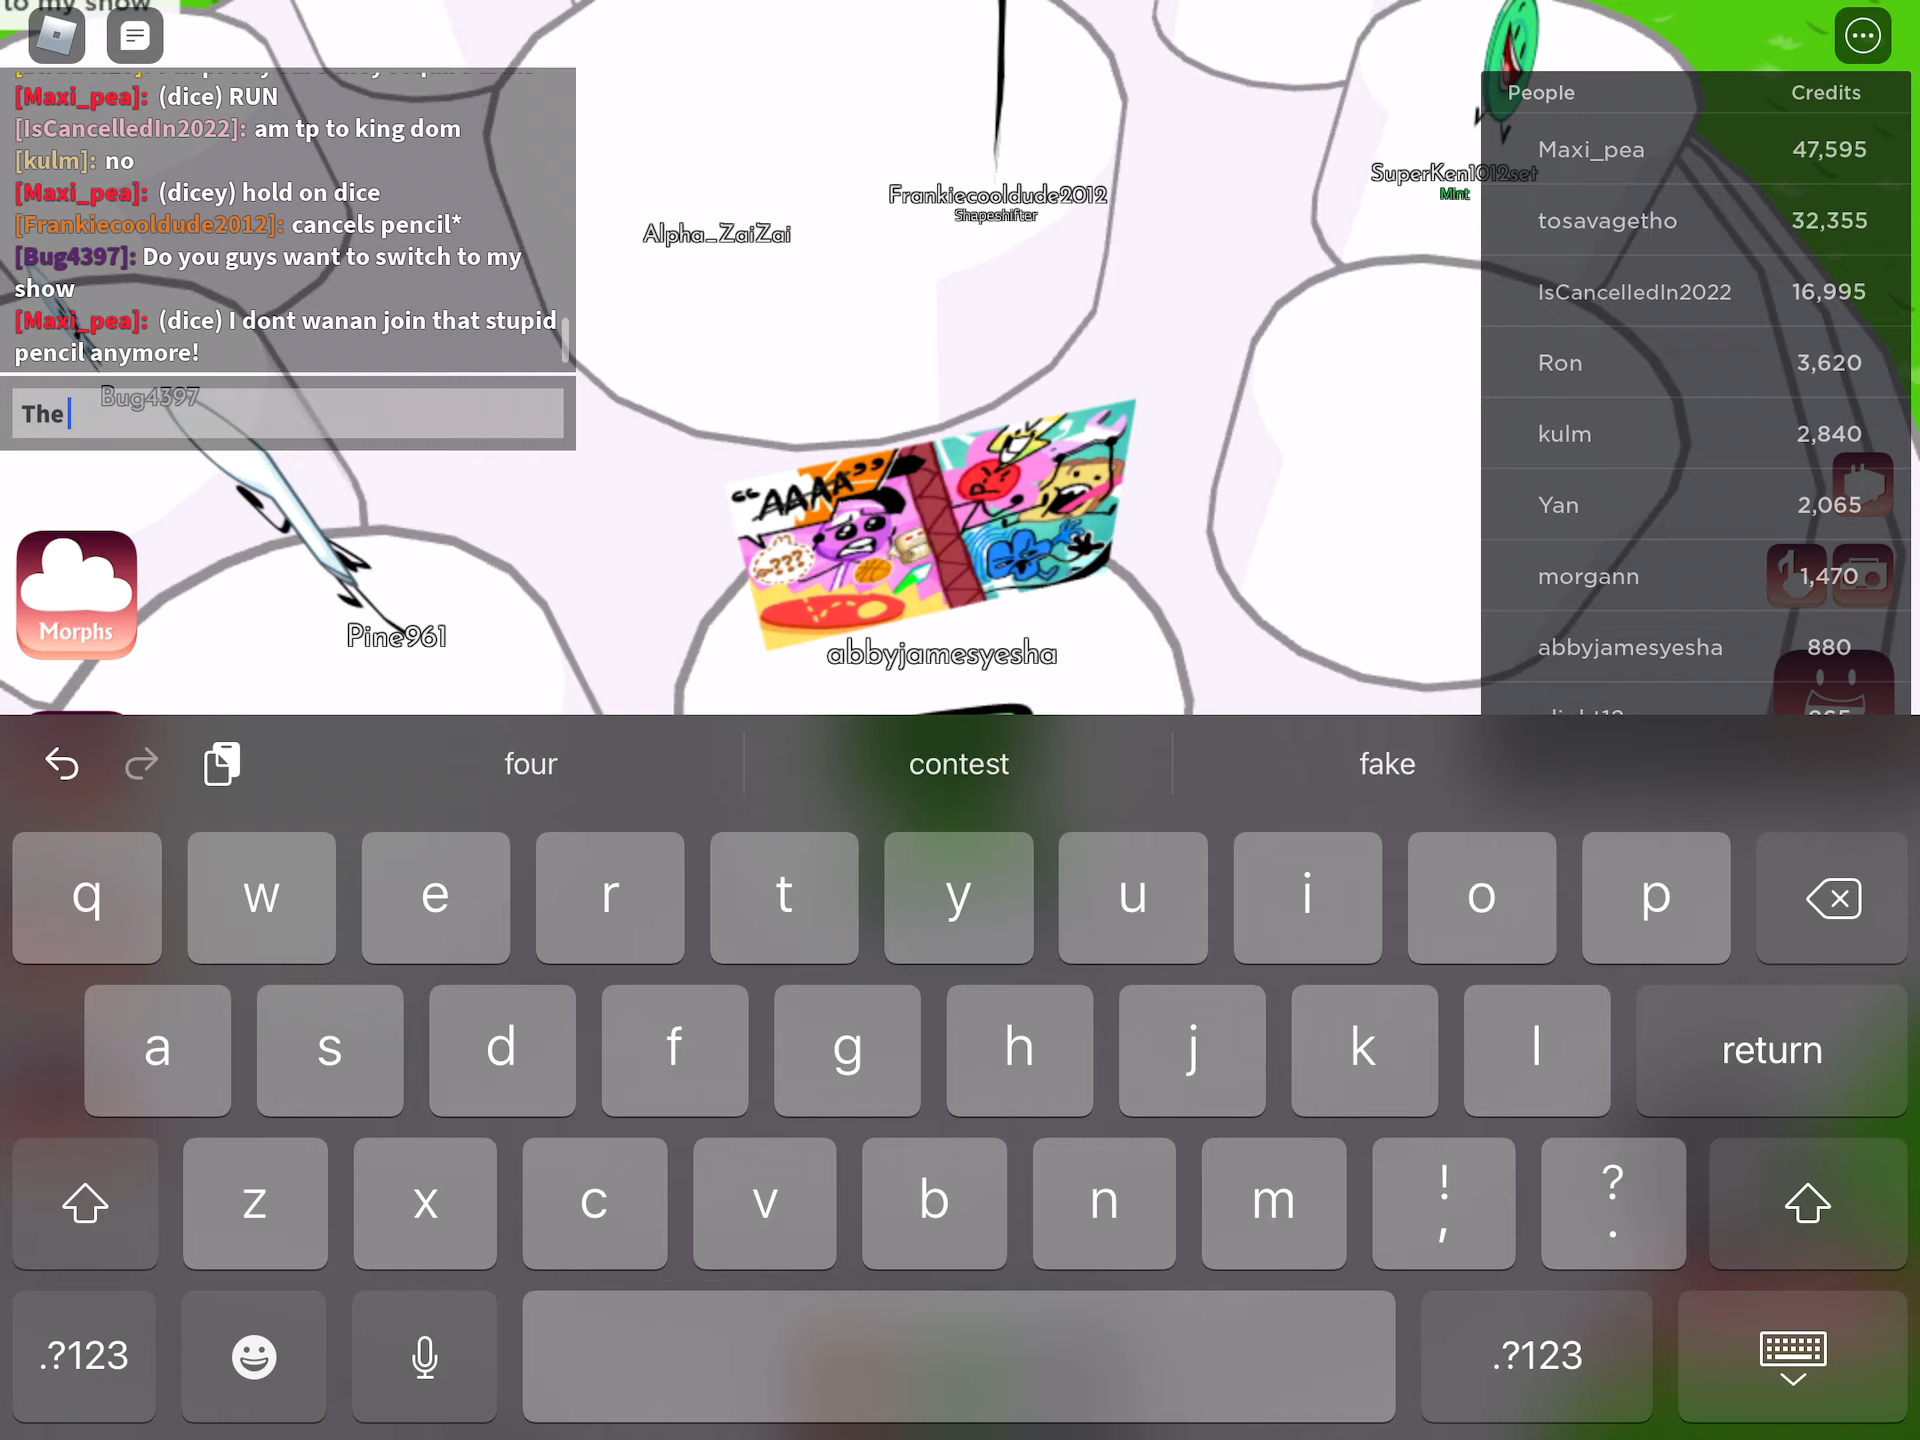 to my show
[Maxi_pea]: (dice) RUN
[IsCancelledIn2022]: am tp to king dom
[kulm]: no
[Maxi_pea]: (dicey) hold on dice
[Frankiecooldude2012]: cancels pencil*
[Bug4397]: Do you guys want to switch to my
show
[Maxi_pea]: (dice) I dont wanan join that stupid
pencil anymore!
Bug4397
The
Frankiecooldude2012
Shapeshifter
Alpha_ZaiZai
SuperKen1012set
Mint
"AAAA"
???
Morphs
Pine961
abbyjamesyesha
People Credits
Maxi_pea 47,595
tosavagetho 32,355
IsCancelledIn2022 16,995
Ron 3,620
kulm 2,840
Yan 2,065
morgann 1,470
abbyjamesyesha 880
four contest fake
q w e r t y u i o p
a s d f g h j k l return
z x c v b n m ! , ? .
.?123 .?123